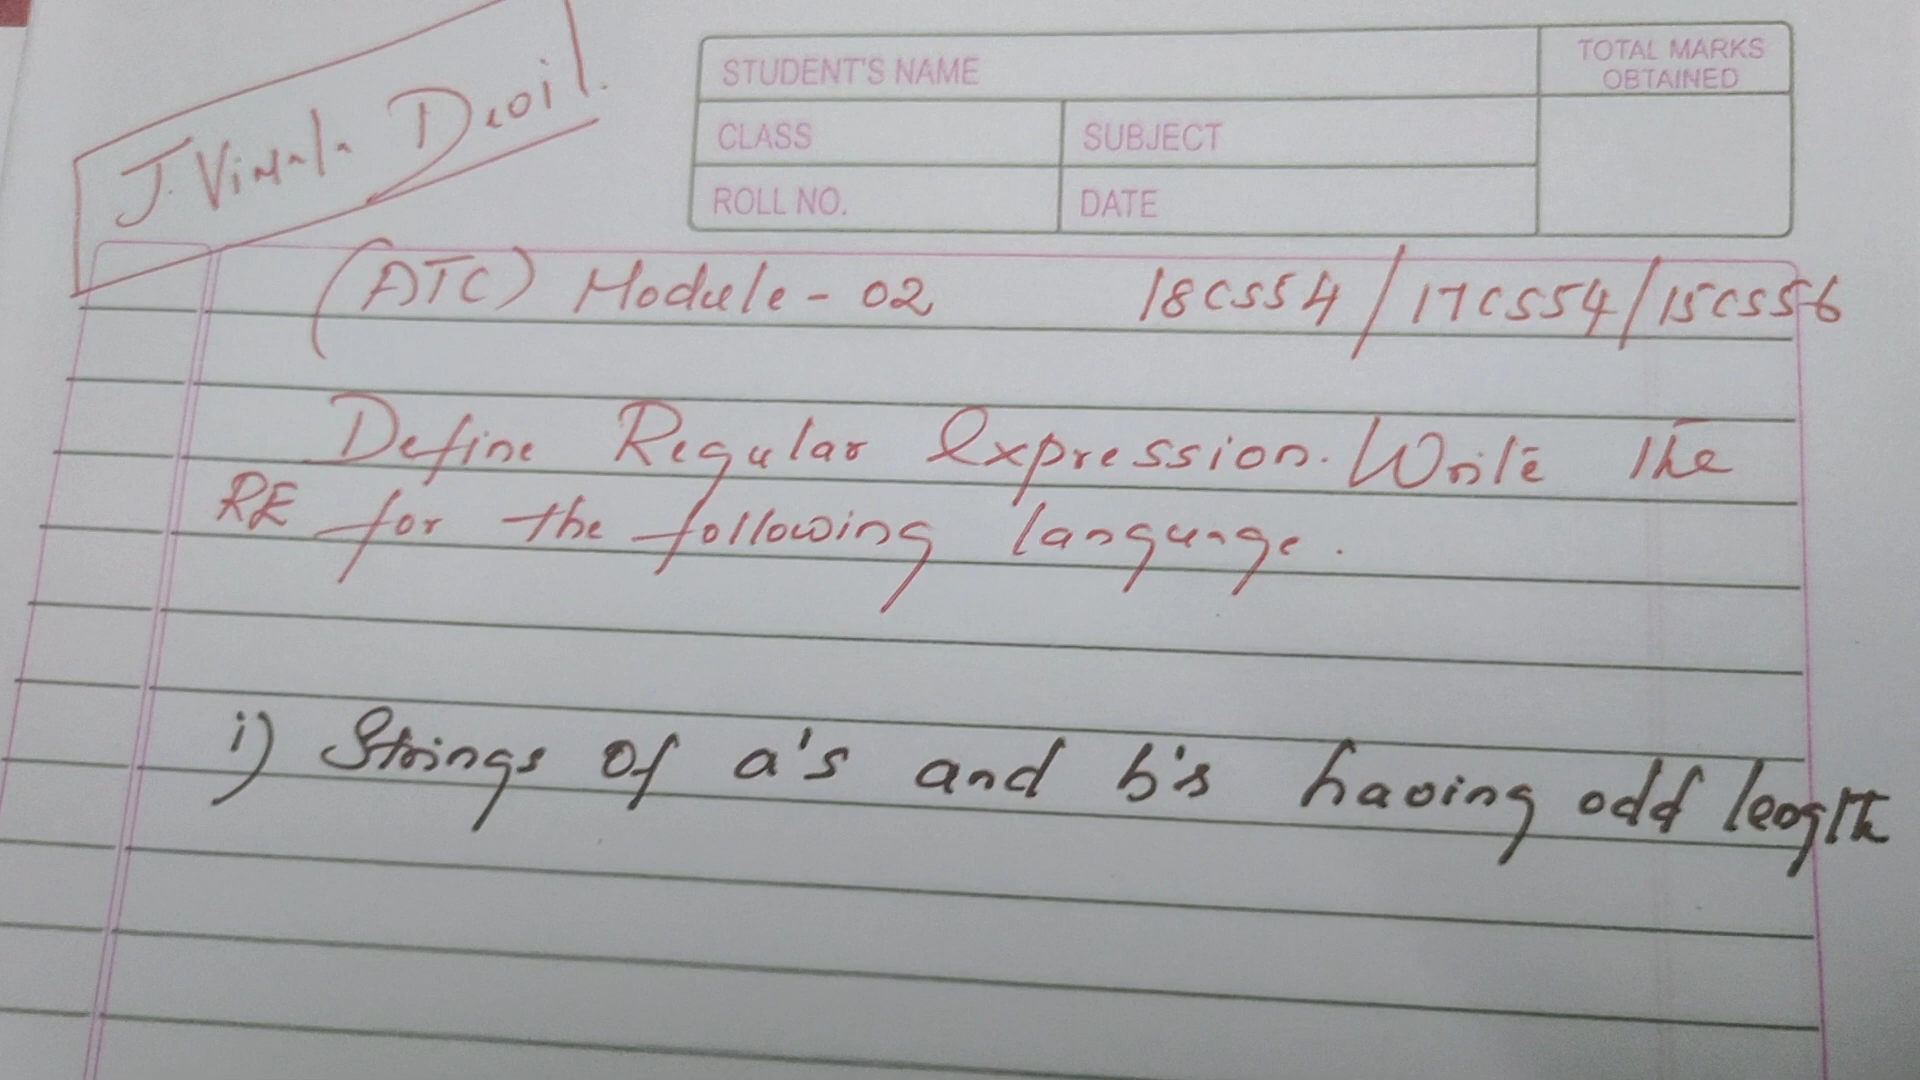 J. Vimala Devi.
STUDENT'S NAME
TOTAL MARKS OBTAINED
CLASS
SUBJECT
ROLL NO.
DATE
(ATC) Module - 02 18CS54/17CS54/15CS56
Define Regular Expression. Write the
RE for the following language.
i) Strings of a's and b's having odd length